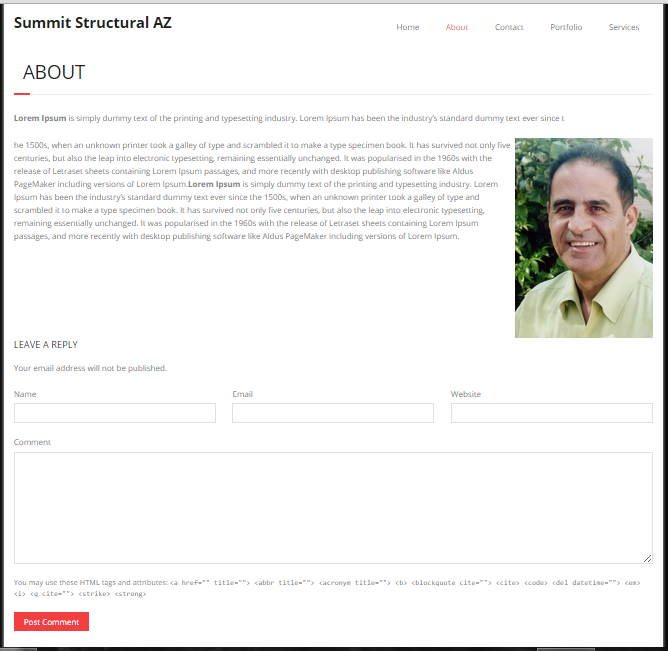 Summit Structural AZ
Home About Contact Portfolio Services
ABOUT
Lorem Ipsum is simply dummy text of the printing and typesetting industry. Lorem Ipsum has been the industry's standard dummy text ever since t
he 1500s, when an unknown printer took a galley of type and scrambled it to make a type specimen book. It has survived not only five
centuries, but also the leap into electronic typesetting, remaining essentially unchanged. It was popularised in the 1960s with the
release of Letraset sheets containing Lorem Ipsum passages, and more recently with desktop publishing software like Aldus
PageMaker including versions of Lorem Ipsum.Lorem Ipsum is simply dummy text of the printing and typesetting industry. Lorem
Ipsum has been the industry's standard dummy text ever since the 1500s, when an unknown printer took a galley of type and
scrambled it to make a type specimen book. It has survived not only five centuries, but also the leap into electronic typesetting,
remaining essentially unchanged. It was popularised in the 1960s with the release of Letraset sheets containing Lorem Ipsum
passages, and more recently with desktop publishing software like Aldus PageMaker including versions of Lorem Ipsum.
LEAVE A REPLY
Your email address will not be published.
Name Email Website
Comment
You may use these HTML tags and attributes: <a href="" title=""> <abbr title=""> <acronym title=""> <b> <blockquote cite=""> <cite> <code> <del datetime=""> <em>
<i> <q cite=""> <strike> <strong>
Post Comment